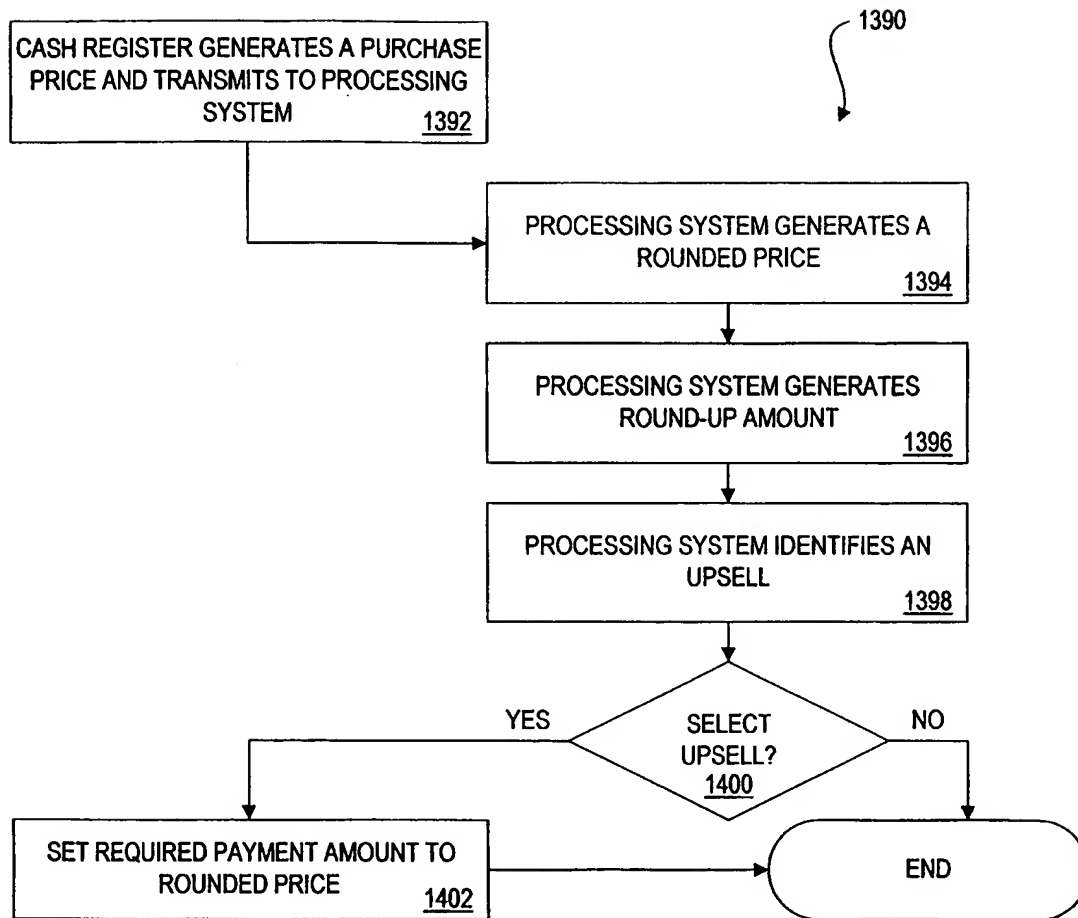 1390
CASH REGISTER GENERATES A PURCHASE
PRICE AND TRANSMITS TO PROCESSING
SYSTEM
1392
PROCESSING SYSTEM GENERATES A
ROUNDED PRICE
1394
PROCESSING SYSTEM GENERATES
ROUND-UP AMOUNT
1396
PROCESSING SYSTEM IDENTIFIES AN
UPSELL
1398
YES
SELECT
UPSELL?
1400
NO
SET REQUIRED PAYMENT AMOUNT TO
ROUNDED PRICE
1402
END